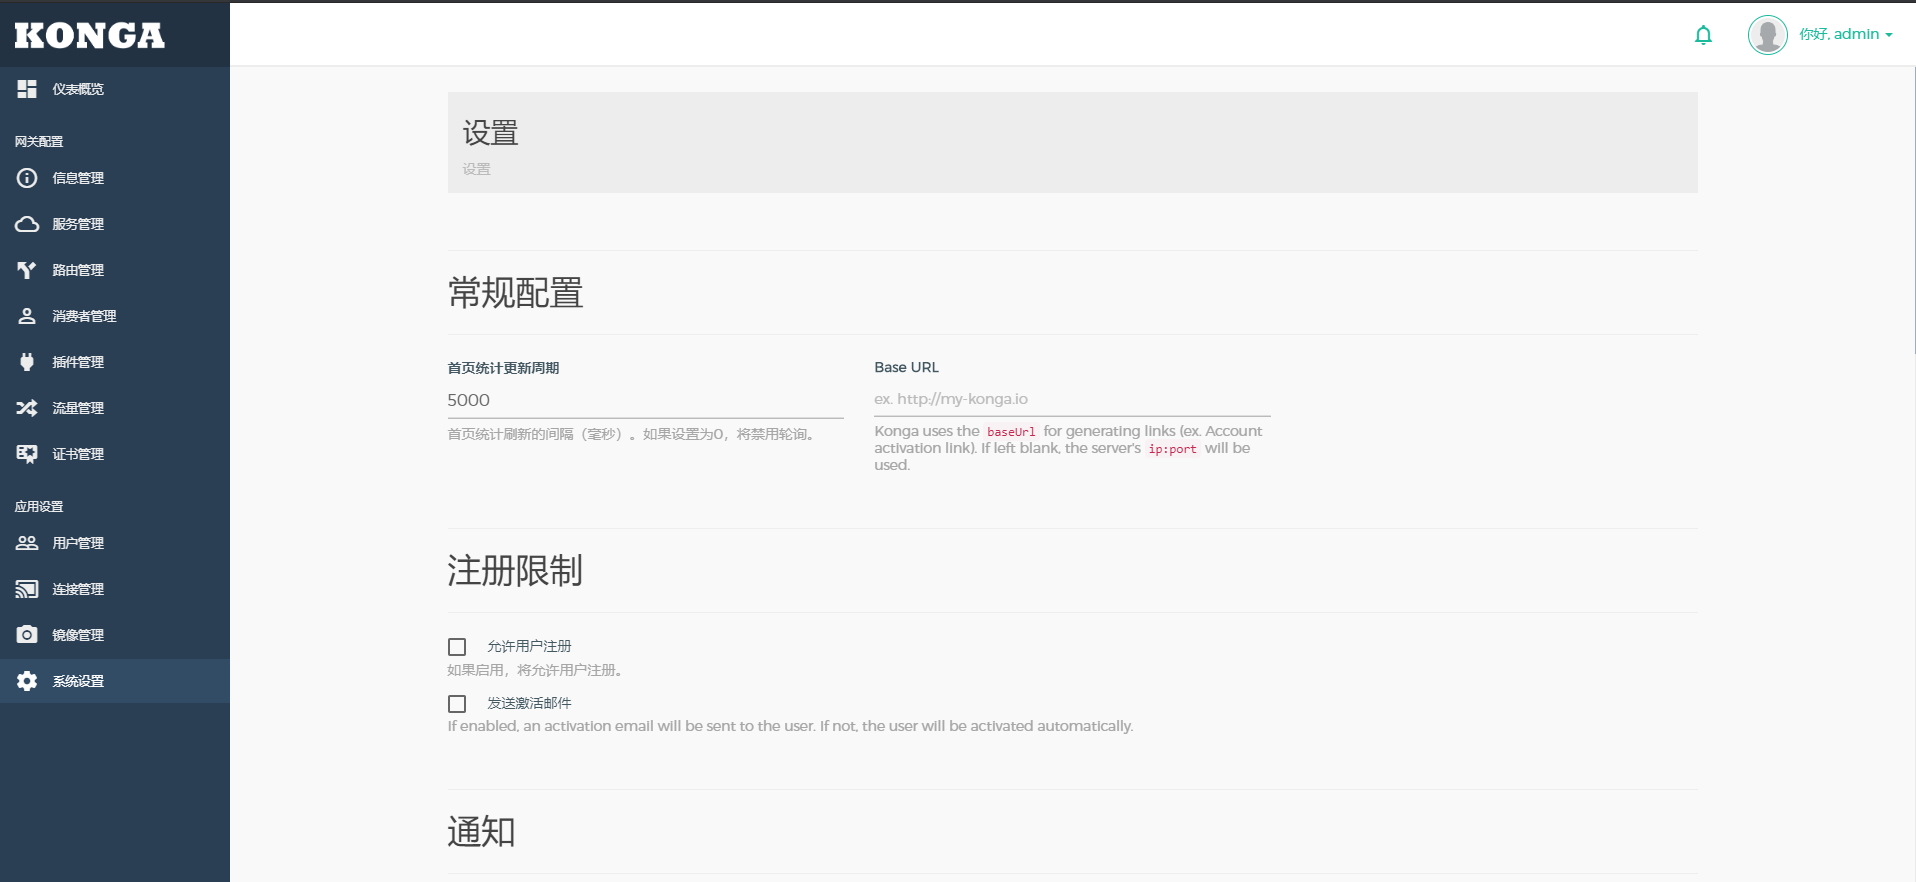 KONGA
你好, admin
仪表概览
网关配置
信息管理
服务管理
路由管理
消费者管理
插件管理
流量管理
证书管理
应用设置
用户管理
连接管理
镜像管理
系统设置
设置
设置
常规配置
首页统计更新周期
5000
首页统计刷新的间隔（毫秒）。如果设置为0，将禁用轮询。
Base URL
ex. http://my-konga.io
Konga uses the baseUrl for generating links (ex. Account
activation link). If left blank, the server's ip:port will be
used.
注册限制
允许用户注册
如果启用，将允许用户注册。
发送激活邮件
If enabled, an activation email will be sent to the user. If not, the user will be activated automatically.
通知